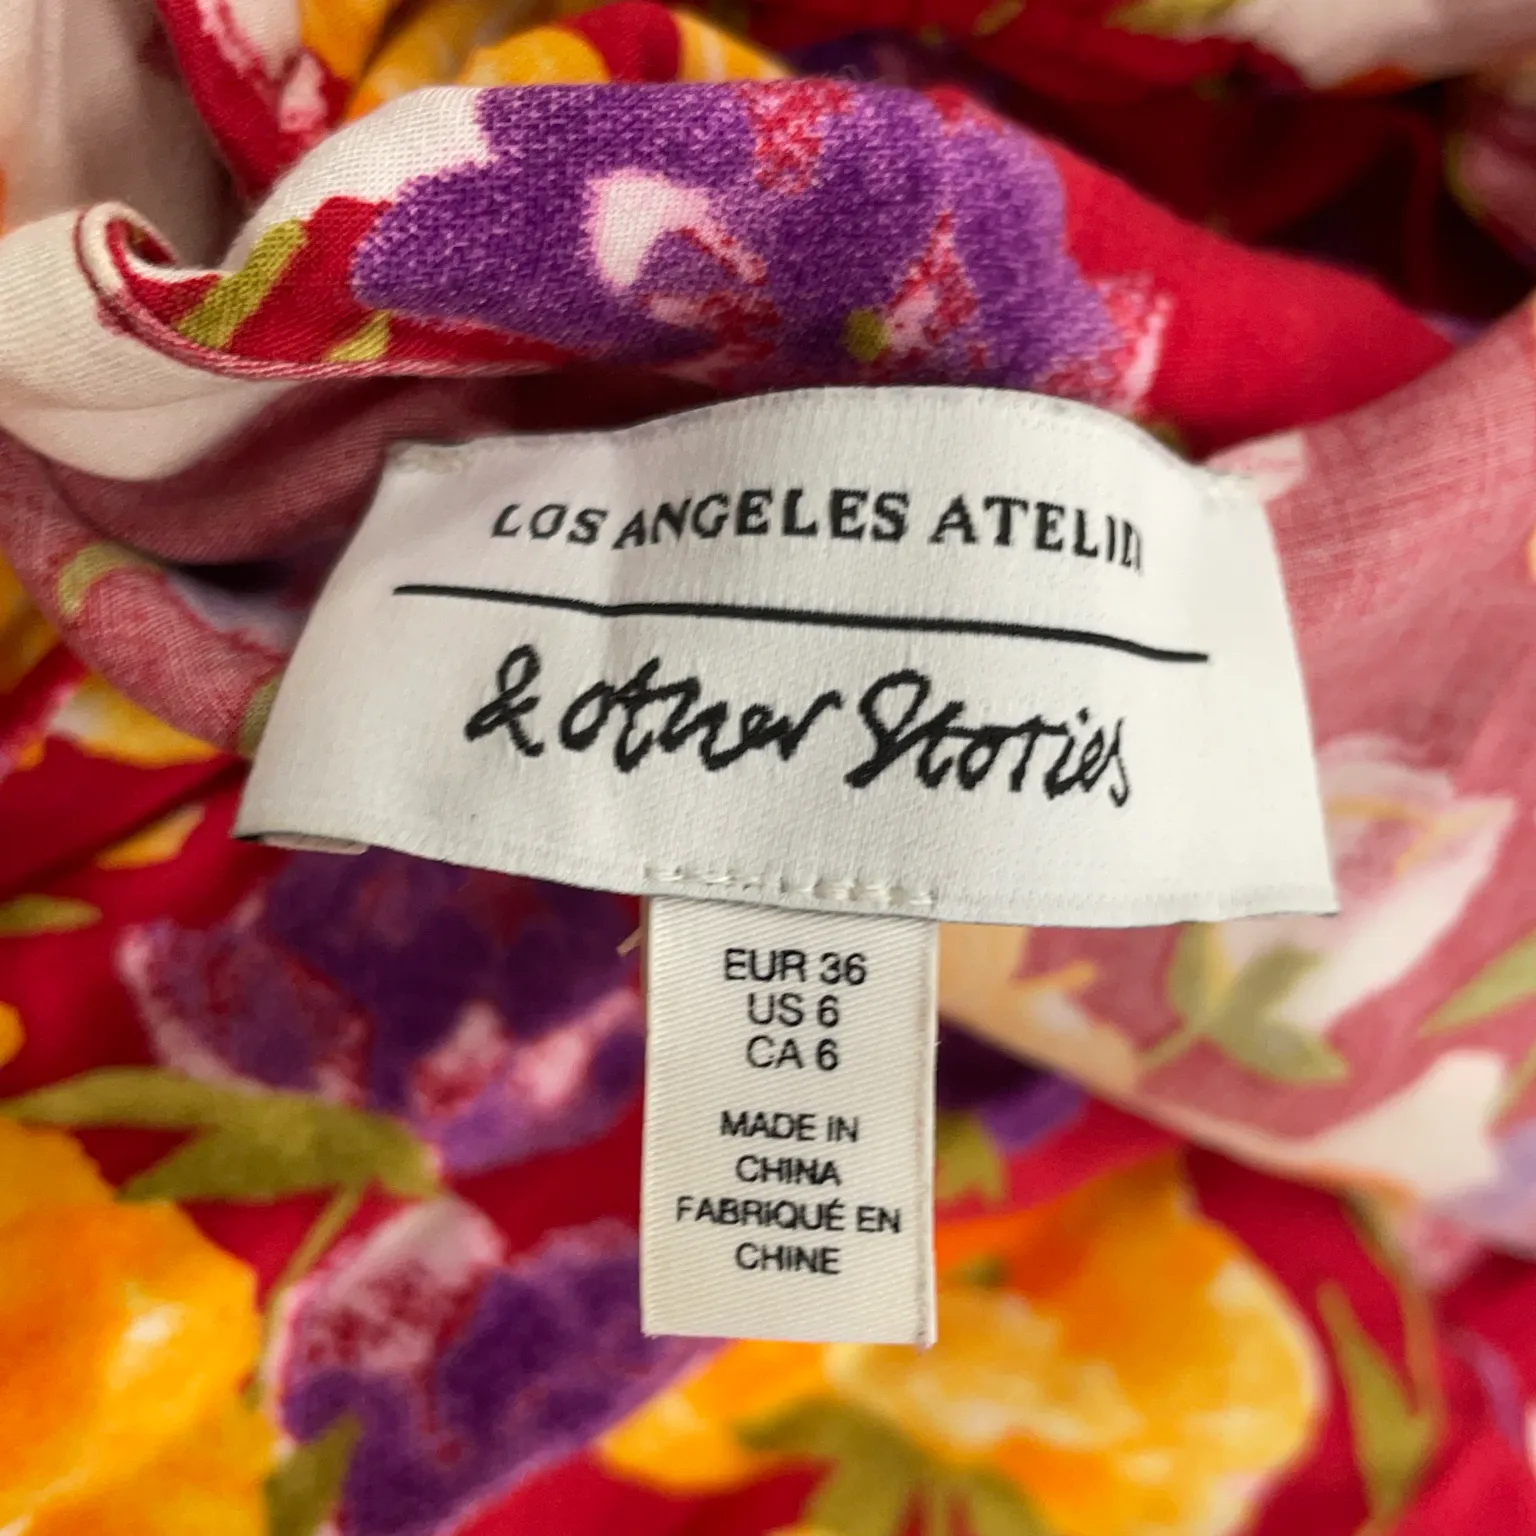 LOS ANGELES ATELIER
& other Stories
EUR 36
US 6
CA 6
MADE IN
CHINA
FABRIQUÉ EN
CHINE